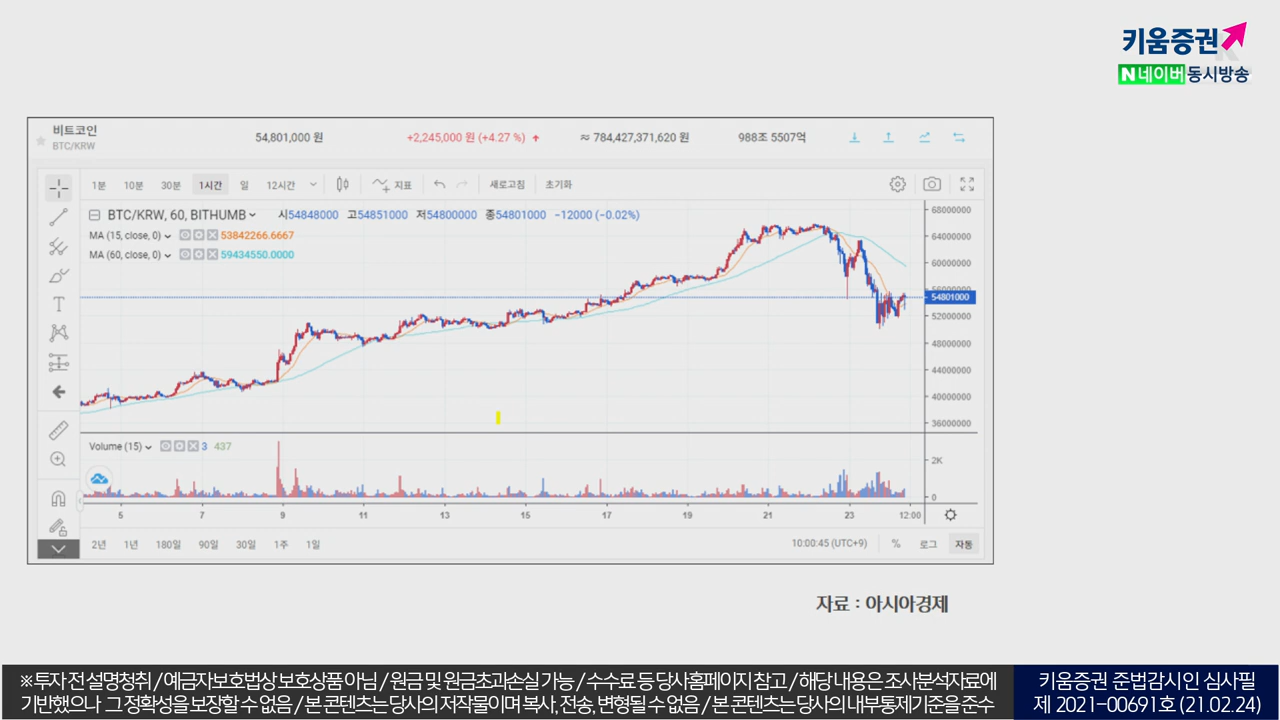 키움증권
N 네이버 동시방송
비트코인
BTC/KRW
54,801,000 원
+2,245,000 원 (+4.27 %)
≈ 784,427,371,620 원
988조 5507억
1분 10분 30분 1시간 일 12시간 지표 새로고침 초기화
BTC/KRW, 60, BITHUMB 시54848000 고54851000 저54800000 종54801000 -12000 (-0.02%)
MA (15, close, 0) 53842266.6667
MA (60, close, 0) 59434550.0000
68000000
64000000
60000000
56000000
54801000
52000000
48000000
44000000
40000000
36000000
Volume (15) 3 437
2K
0
5 7 9 11 13 15 17 19 21 23 12:00
2년 1년 180일 90일 30일 1주 1일 10:00:45 (UTC+9) % 로그 자동
자료 : 아시아경제
※ 투자 전 설명청취 / 예금자보호법상 보호상품 아님 / 원금 및 원금초과손실 가능 / 수수료 등 당사홈페이지 참고 / 해당 내용은 조사분석자료에
기반했으나 그 정확성을 보장할 수 없음 / 본 콘텐츠는 당사의 저작물이며 복사, 전송, 변형될 수 없음 / 본 콘텐츠는 당사의 내부통제기준을 준수
키움증권 준법감시인 심사필
제 2021-00691호 (21.02.24)